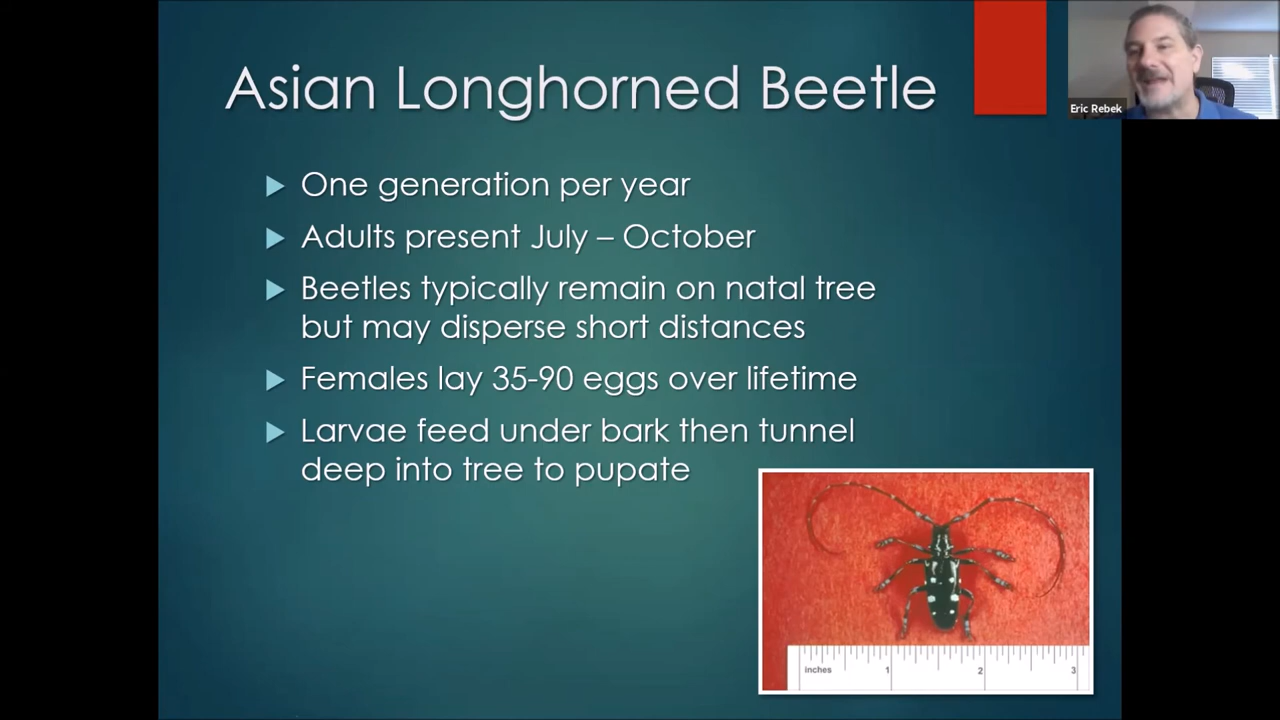 Asian Longhorned Beetle
Eric Rebek
One generation per year
Adults present July – October
Beetles typically remain on natal tree
but may disperse short distances
Females lay 35-90 eggs over lifetime
Larvae feed under bark then tunnel
deep into tree to pupate
inches 1 2 3